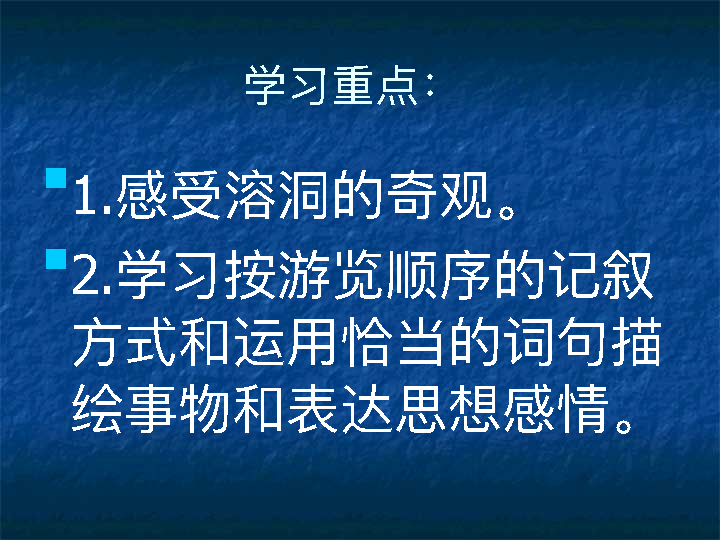 学习重点：
1.感受溶洞的奇观。
2.学习按游览顺序的记叙
方式和运用恰当的词句描
绘事物和表达思想感情。